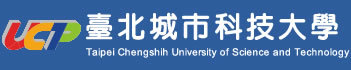 UCT
臺北城市科技大學
Taipei Chengshih University of Science and Technology